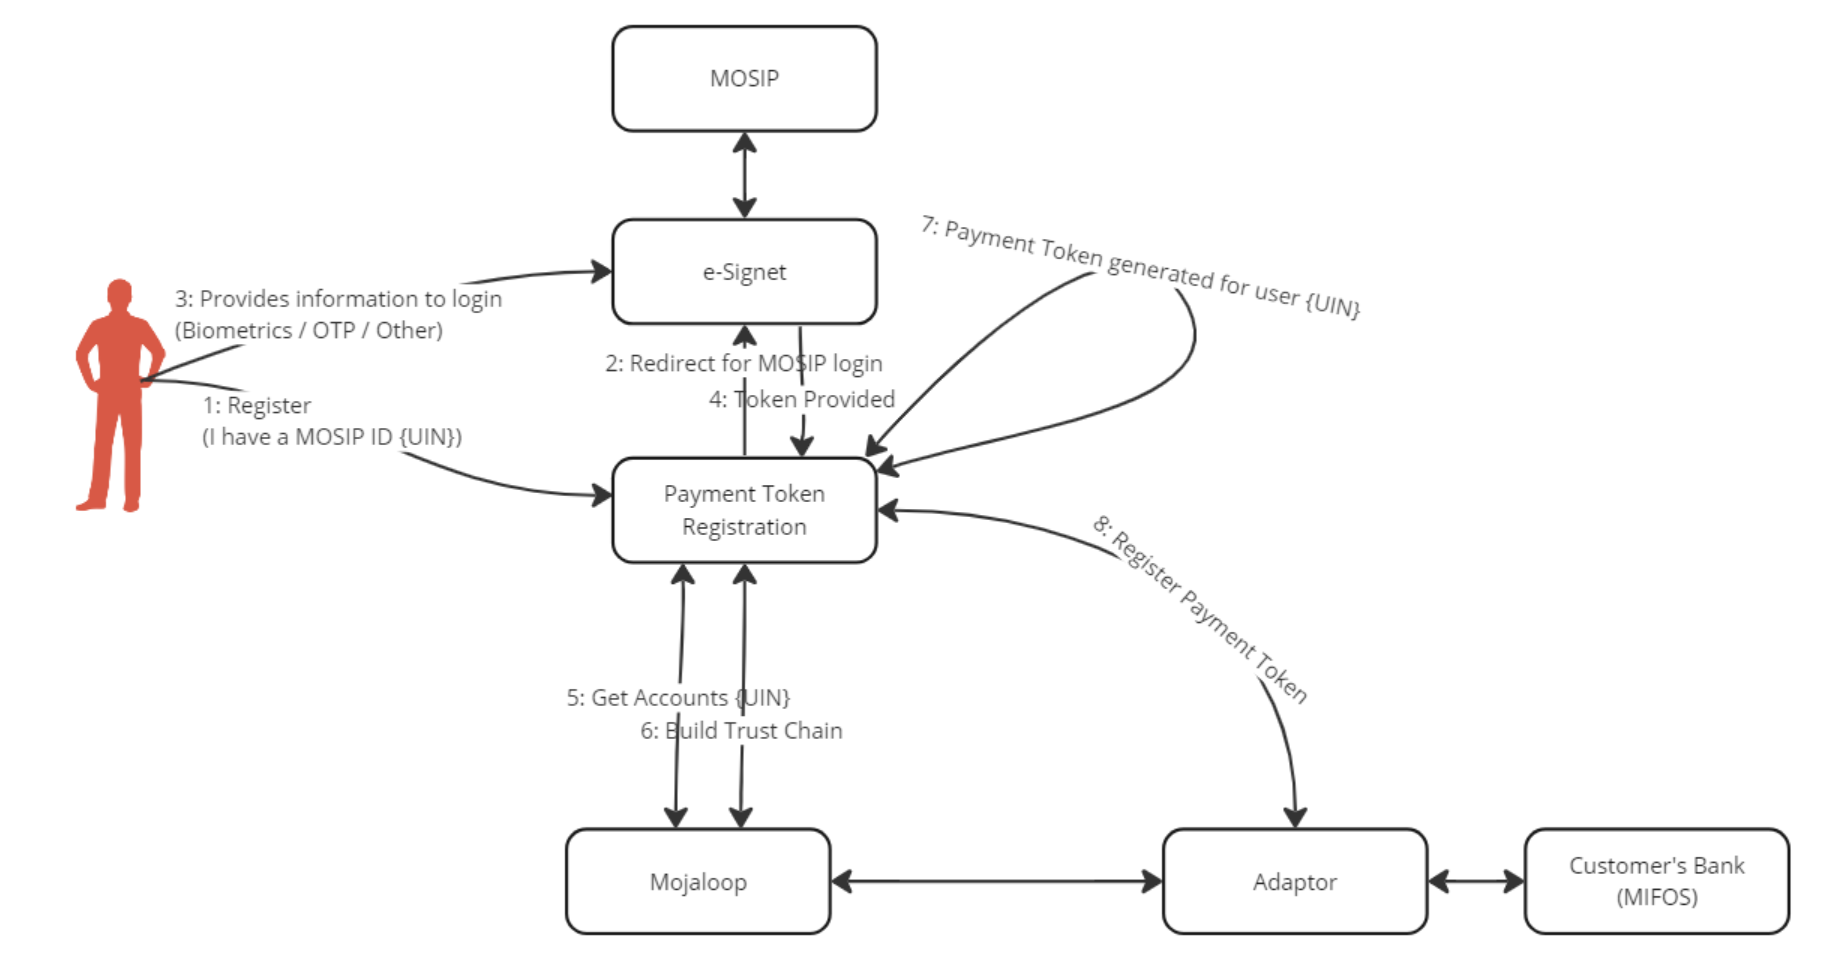 MOSIP
e-Signet
7: Payment Token generated for user {UIN}
3: Provides information to login
(Biometrics / OTP / Other)
2: Redirect for MOSIP login
4: Token Provided
1: Register
(I have a MOSIP ID {UIN})
Payment Token
Registration
8: Register Payment Token
5: Get Accounts {UIN}
6: Build Trust Chain
Mojaloop
Adaptor
Customer's Bank
(MIFOS)